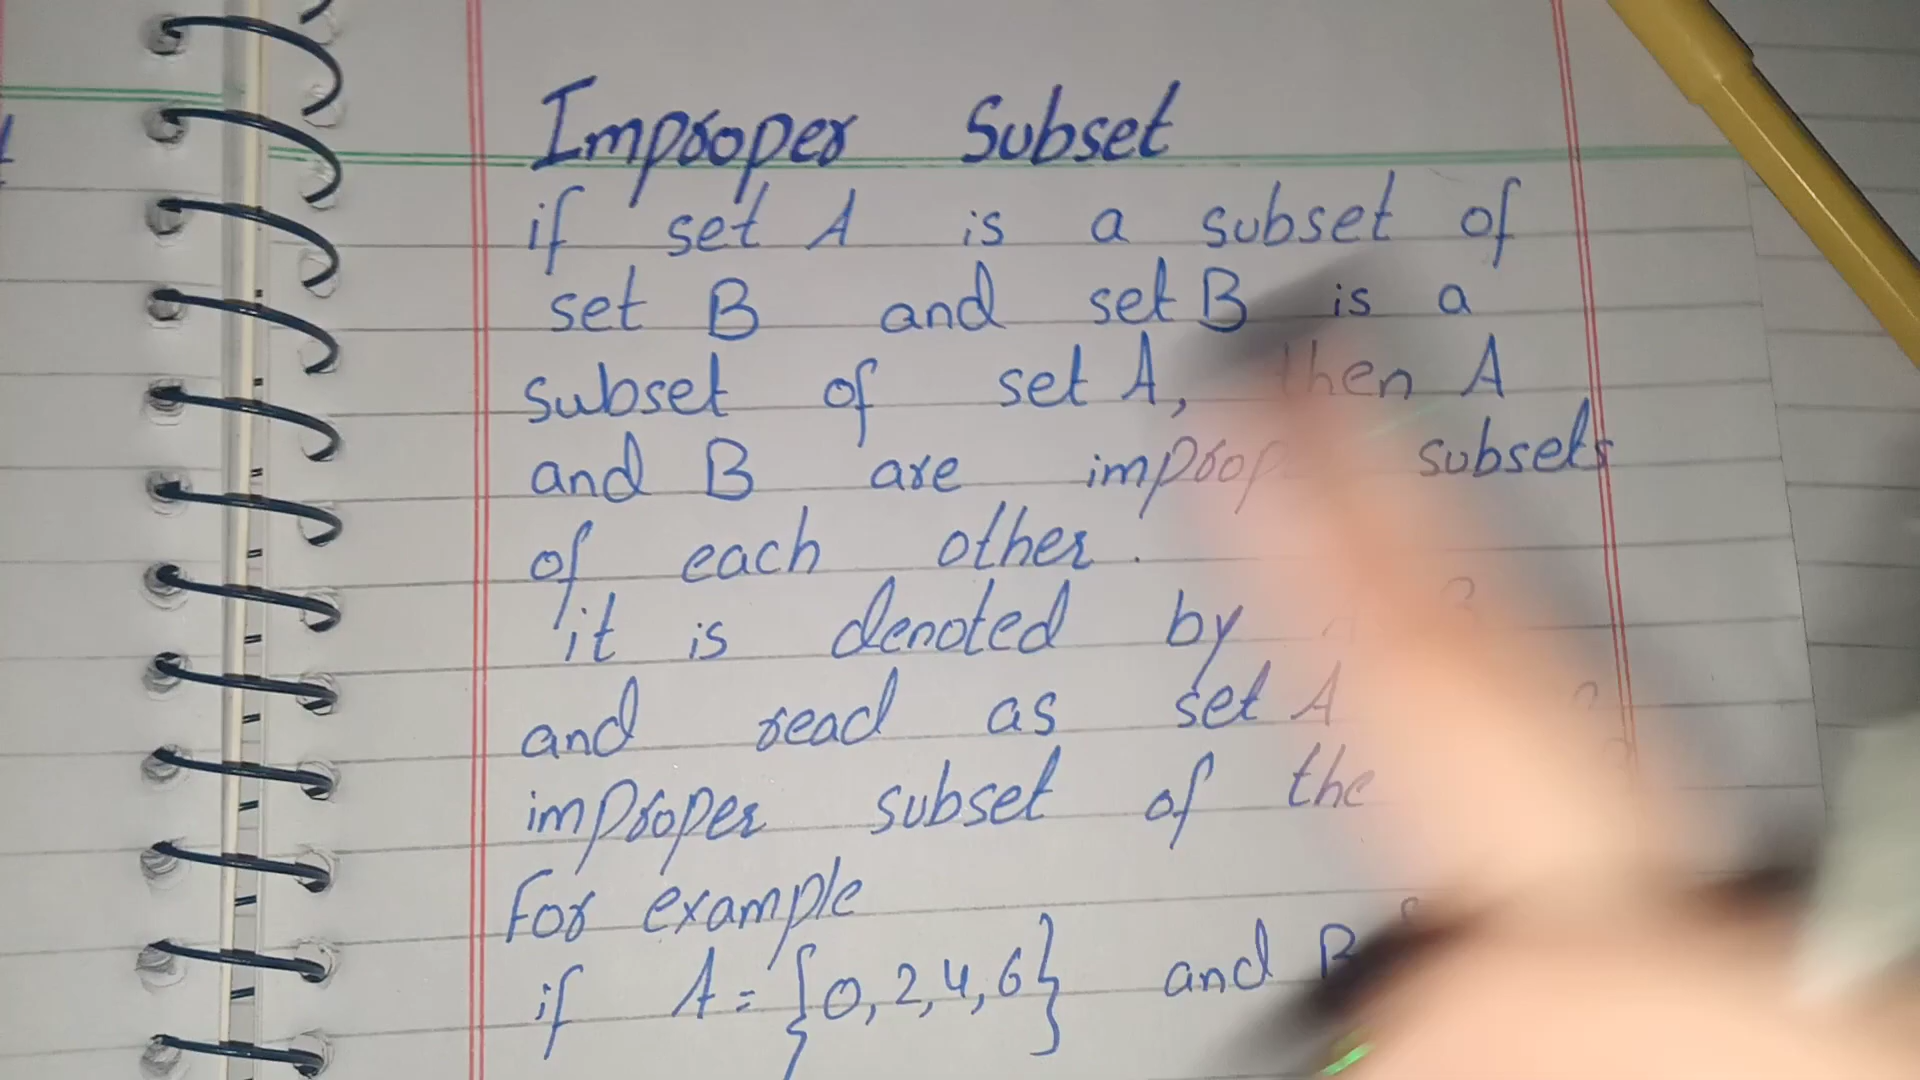 Improper Subset
if set A is a subset of
set B and set B is a
subset of set A, then A
and B are subsets
of each other.
it is denoted by
and read as set A
improper subset of the
For example
if A = {0, 2, 4, 6} and B